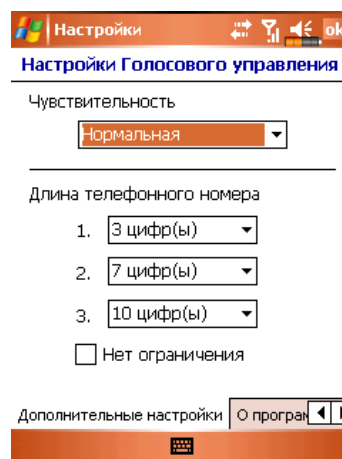 Настройки ok
Настройки Голосового управления
Чувствительность
Нормальная
Длина телефонного номера
1. 3 цифр(ы)
2. 7 цифр(ы)
3. 10 цифр(ы)
Нет ограничения
Дополнительные настройки О програм